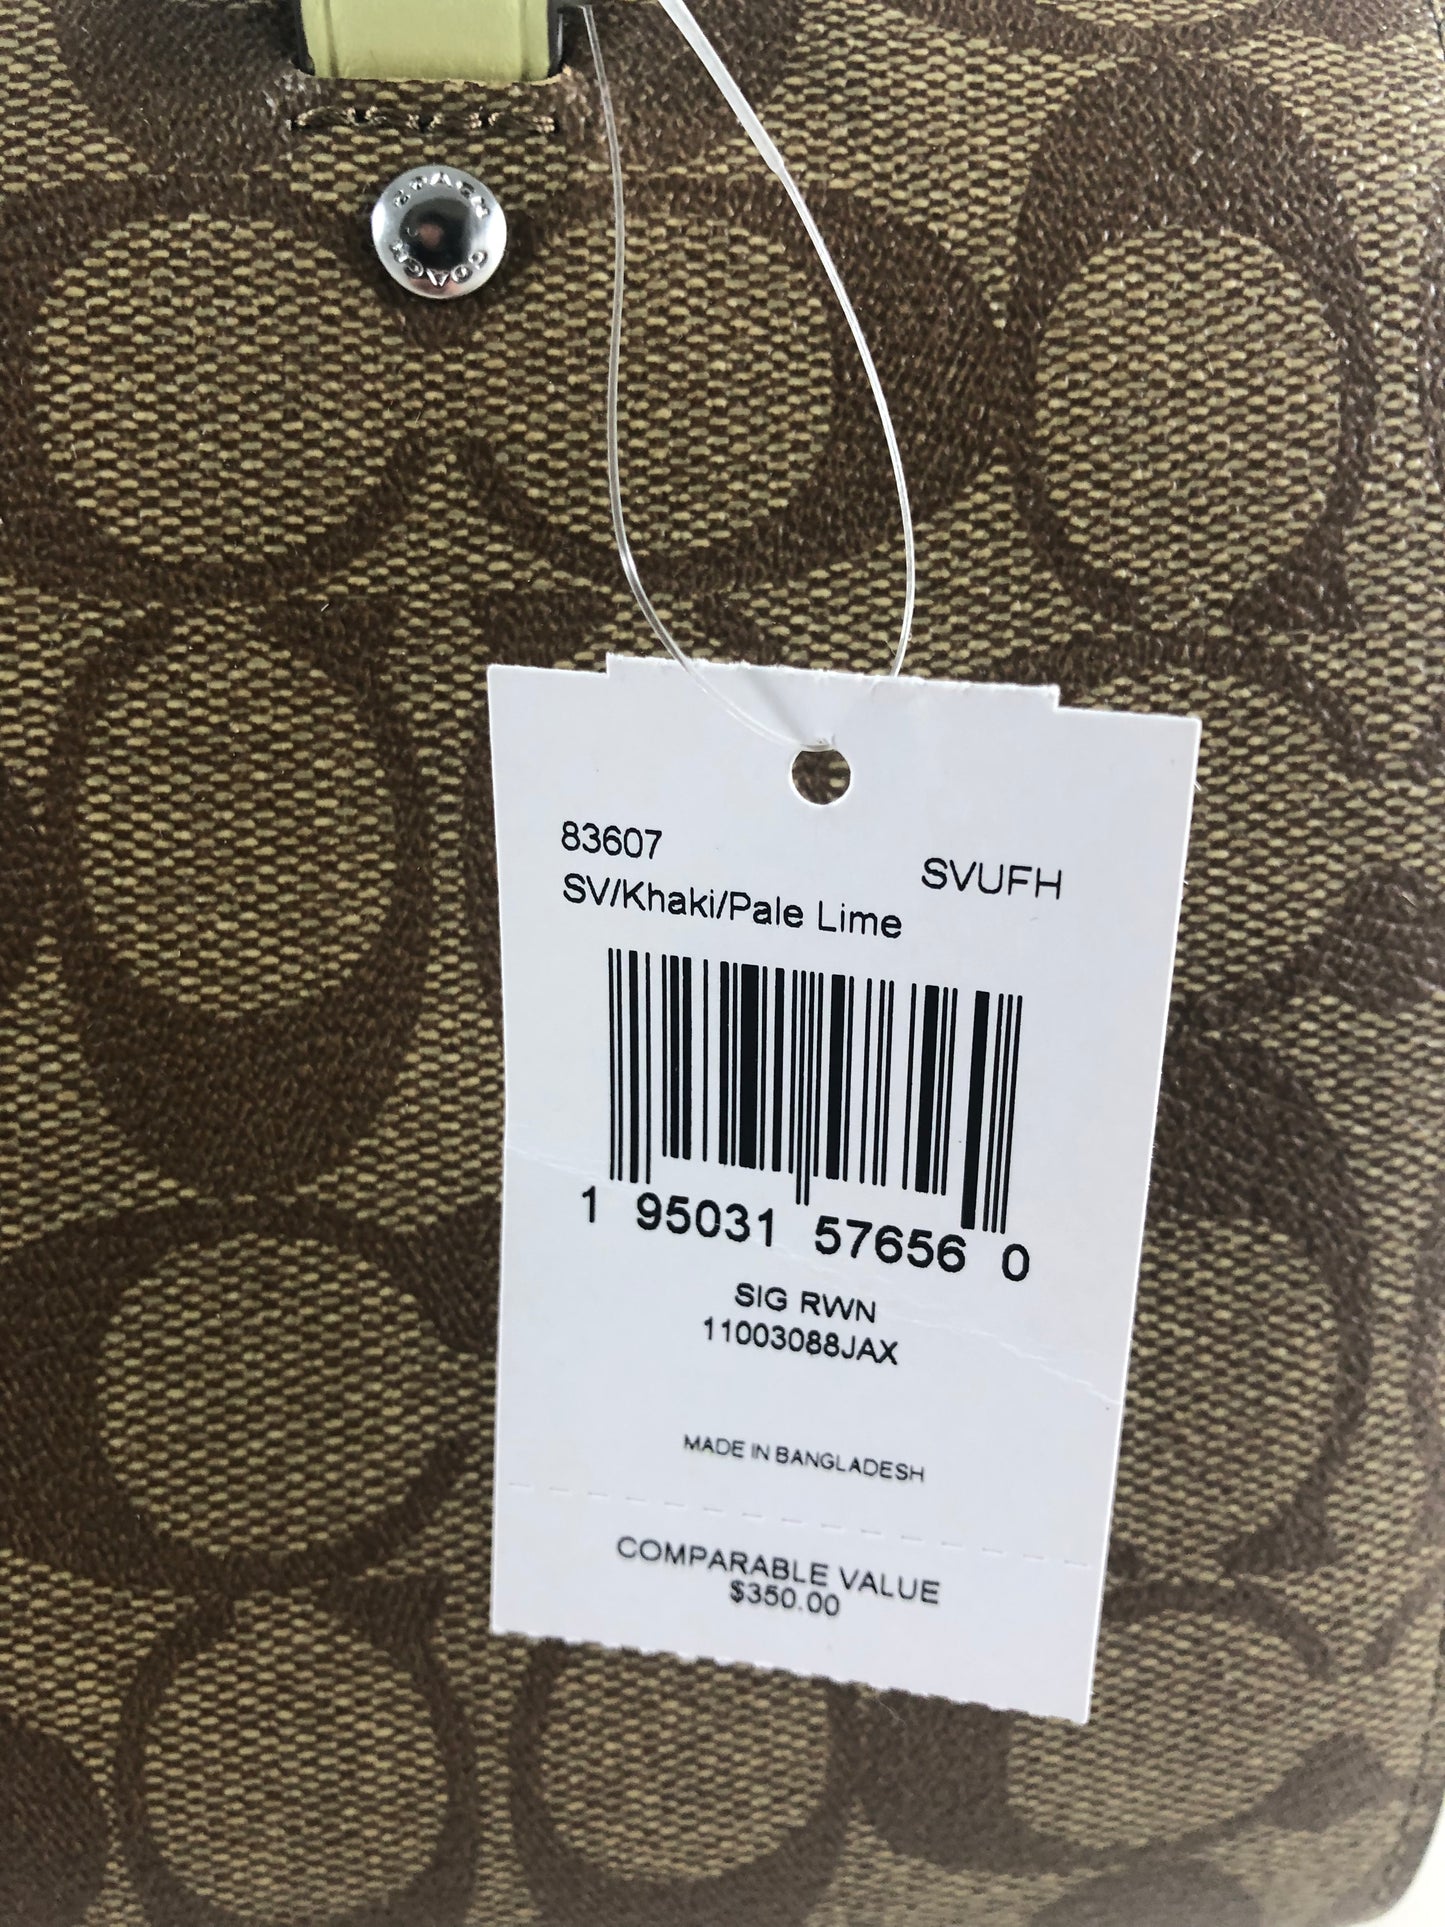 COACH
COACH
83607
SVUFH
SV/Khaki/Pale Lime
1 95031 57656 0
SIG RWN
11003088JAX
MADE IN BANGLADESH
COMPARABLE VALUE
$350.00